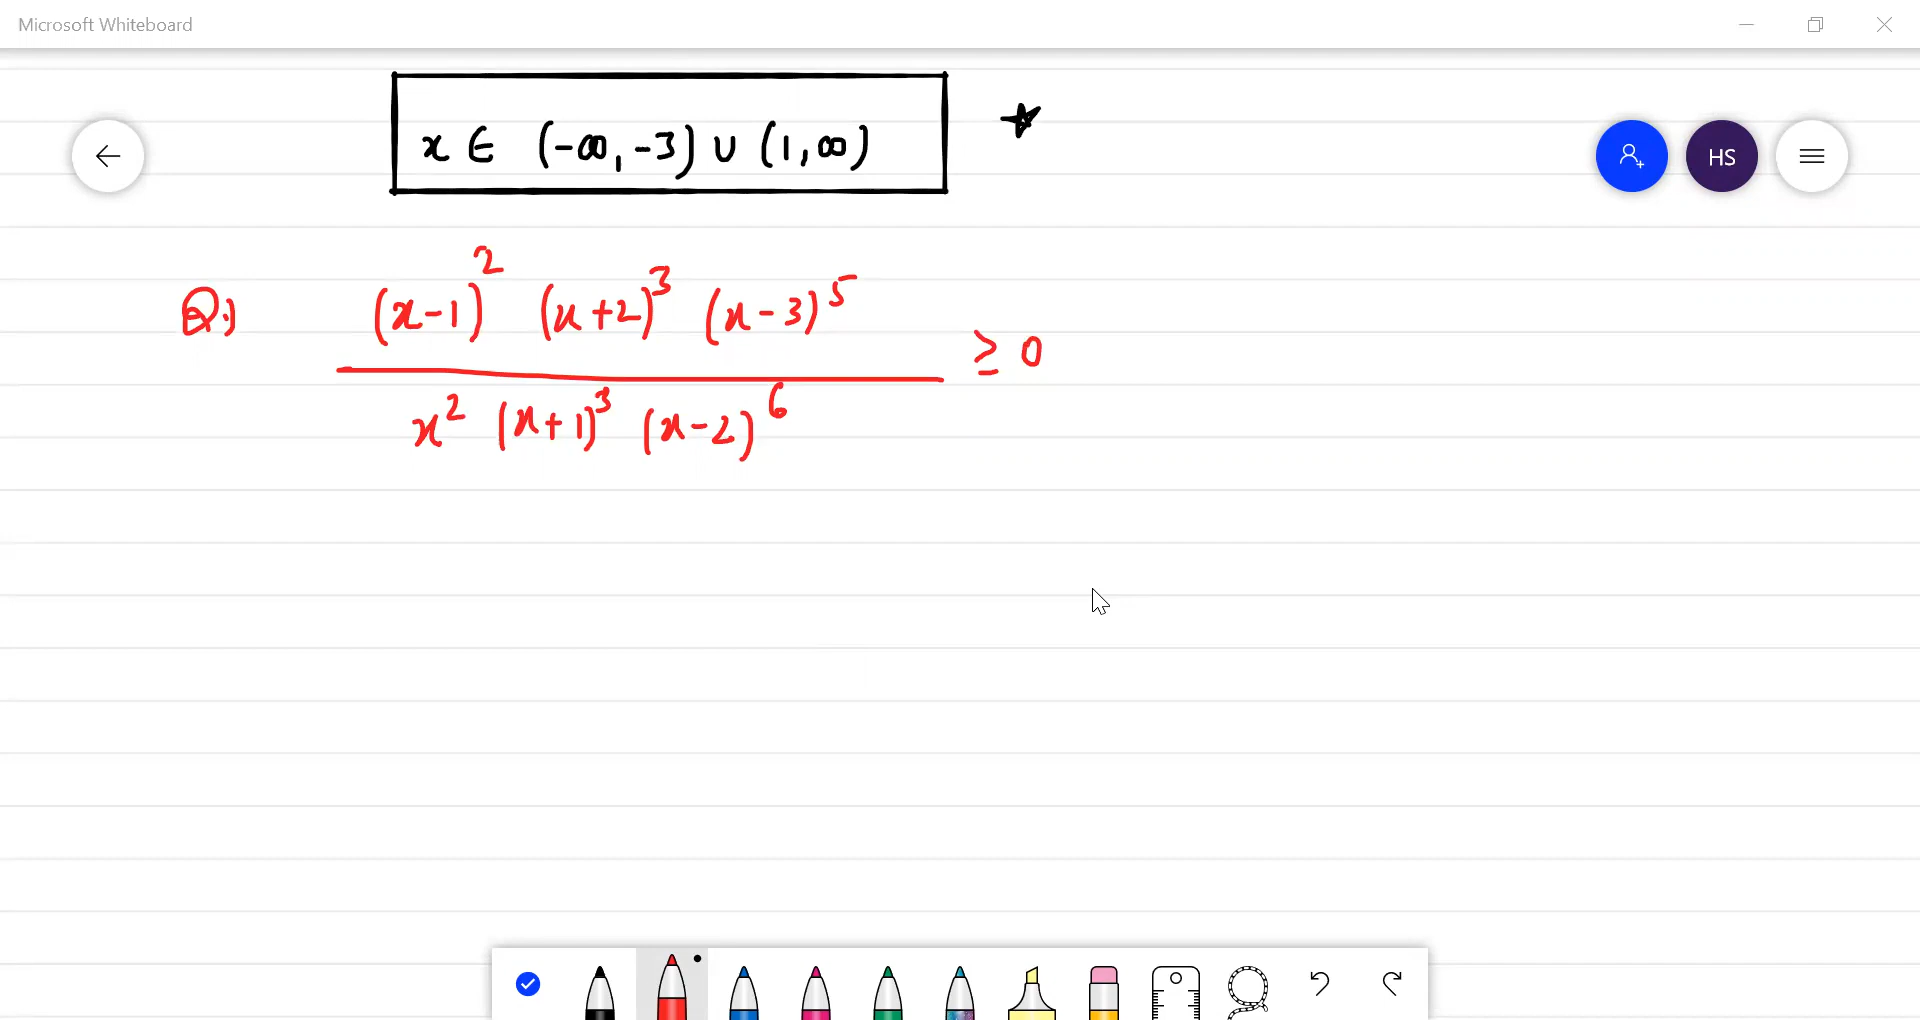 Microsoft Whiteboard
x ∈ (-∞, -3) ∪ (1, ∞)
HS
Q:) (x-1)² (x+2)³ (x-3)⁵ ≥ 0
x² (x+1)³ (x-2)⁶